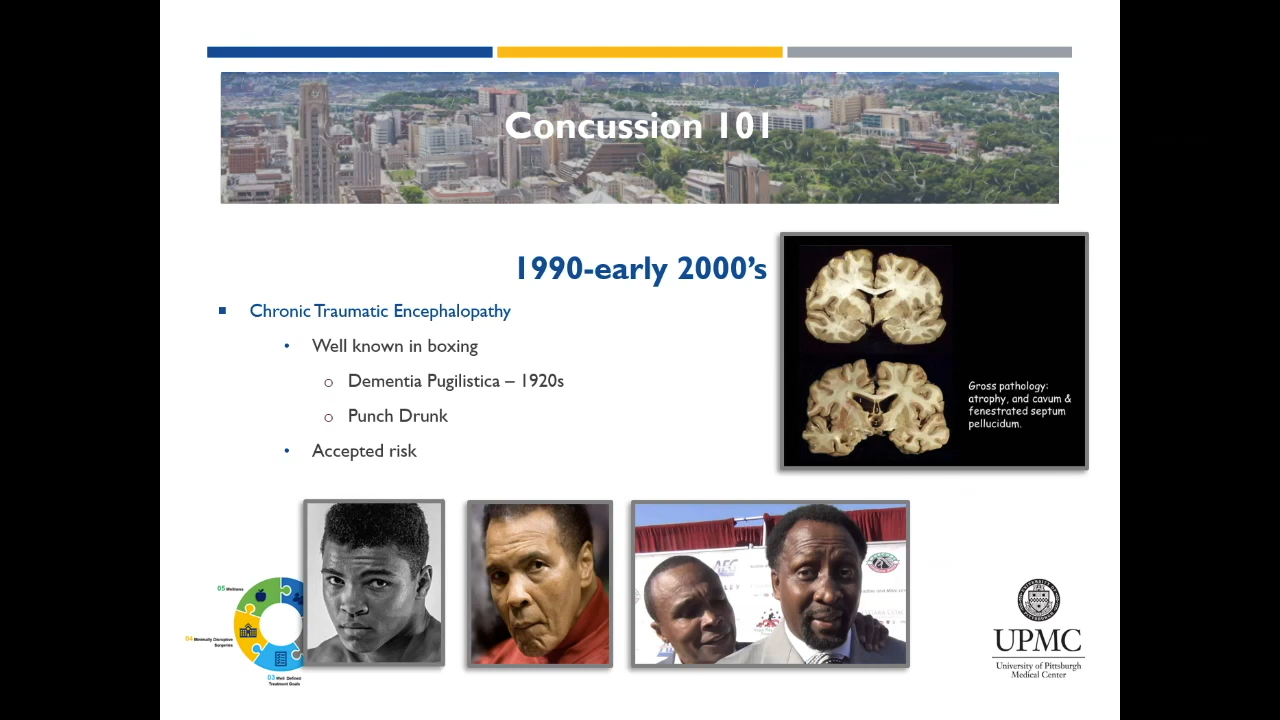 Concussion 101
1990-early 2000's
Chronic Traumatic Encephalopathy
Well known in boxing
Dementia Pugilistica – 1920s
Punch Drunk
Accepted risk
Gross pathology:
atrophy, and cavum &
fenestrated septum
pellucidum.
05 Wellness
04 Minimally Disruptive
Surgeries
03 Well Defined
Treatment Goals
AEG
UPMC
University of Pittsburgh
Medical Center